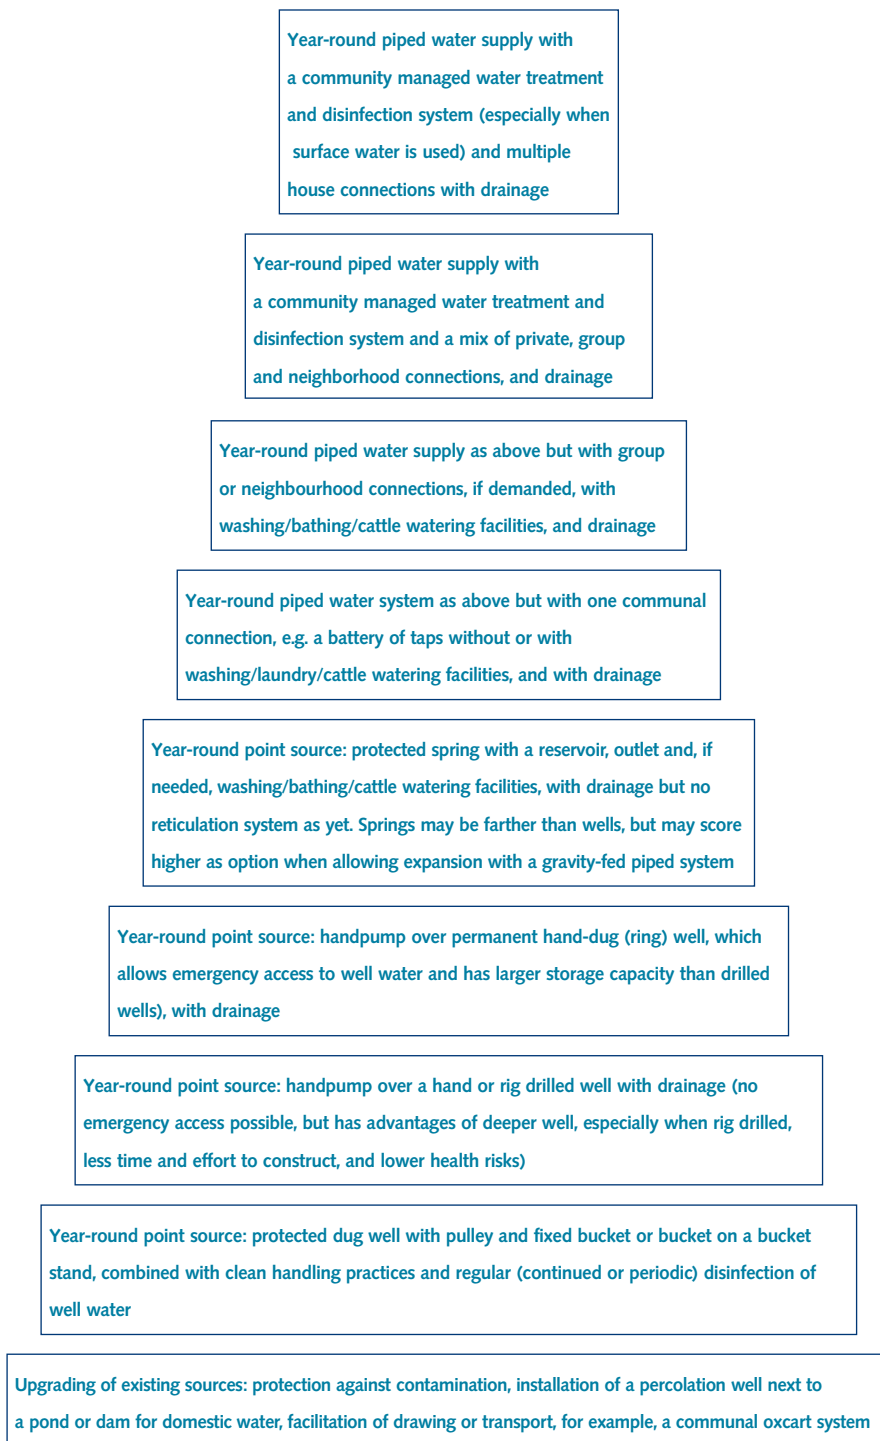 Year-round piped water supply with
a community managed water treatment
and disinfection system (especially when
surface water is used) and multiple
house connections with drainage
Year-round piped water supply with
a community managed water treatment and
disinfection system and a mix of private, group
and neighborhood connections, and drainage
Year-round piped water supply as above but with group
or neighbourhood connections, if demanded, with
washing/bathing/cattle watering facilities, and drainage
Year-round piped water system as above but with one communal
connection, e.g. a battery of taps without or with
washing/laundry/cattle watering facilities, and with drainage
Year-round point source: protected spring with a reservoir, outlet and, if
needed, washing/bathing/cattle watering facilities, with drainage but no
reticulation system as yet. Springs may be farther than wells, but may score
higher as option when allowing expansion with a gravity-fed piped system
Year-round point source: handpump over permanent hand-dug (ring) well, which
allows emergency access to well water and has larger storage capacity than drilled
wells), with drainage
Year-round point source: handpump over a hand or rig drilled well with drainage (no
emergency access possible, but has advantages of deeper well, especially when rig drilled,
less time and effort to construct, and lower health risks)
Year-round point source: protected dug well with pulley and fixed bucket or bucket on a bucket
stand, combined with clean handling practices and regular (continued or periodic) disinfection of
well water
Upgrading of existing sources: protection against contamination, installation of a percolation well next to
a pond or dam for domestic water, facilitation of drawing or transport, for example, a communal oxcart system